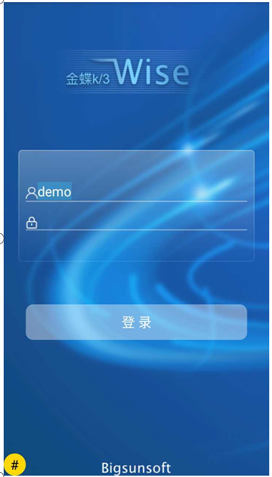 金蝶k/3 Wise
demo
登录
#
Bigsunsoft